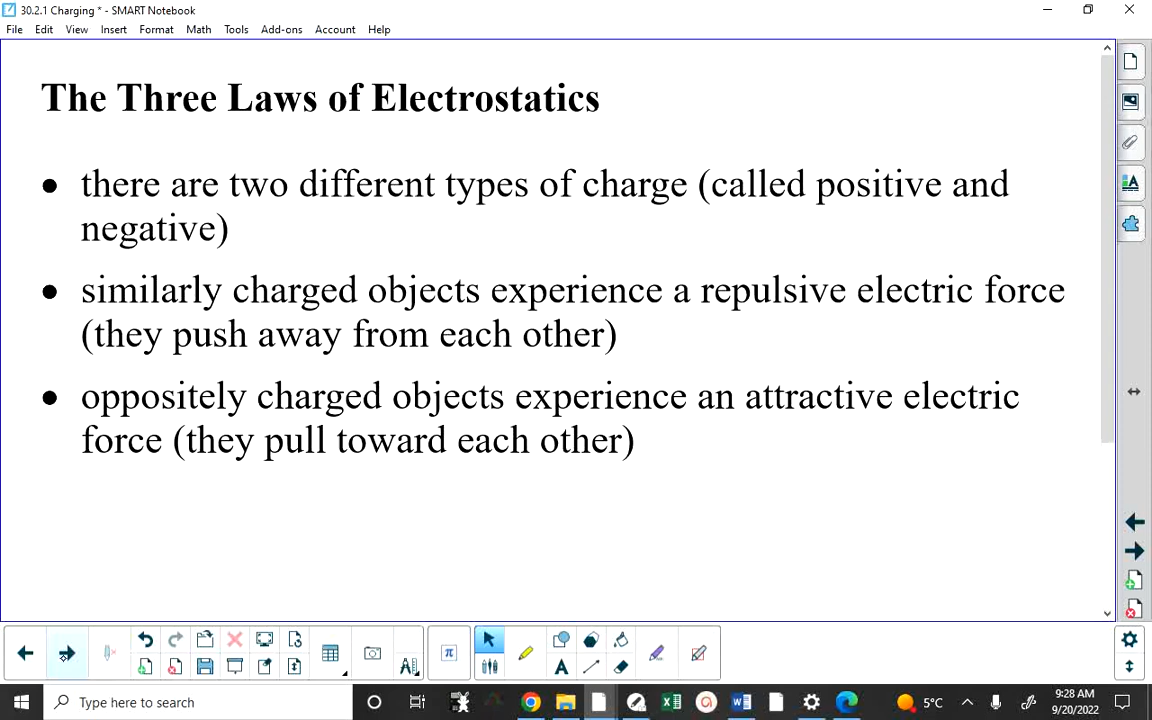 30.2.1 Charging * - SMART Notebook
File Edit View Insert Format Math Tools Add-ons Account Help
The Three Laws of Electrostatics
• there are two different types of charge (called positive and
negative)
• similarly charged objects experience a repulsive electric force
(they push away from each other)
• oppositely charged objects experience an attractive electric
force (they pull toward each other)
Type here to search
5°C
9:28 AM
9/20/2022